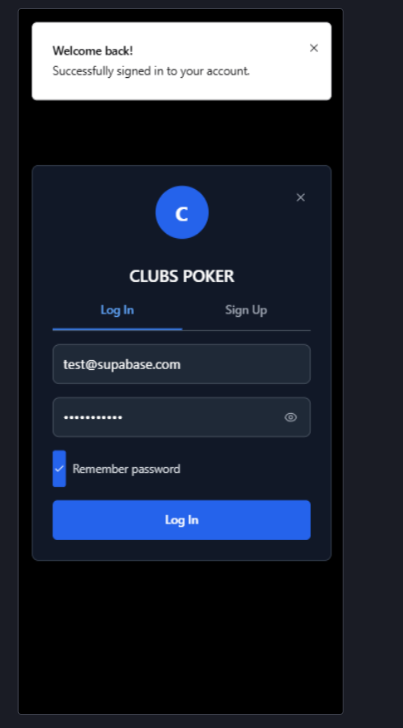 Welcome back!
Successfully signed in to your account.
C
CLUBS POKER
Log In
Sign Up
test@supabase.com
•••••••••••
Remember password
Log In